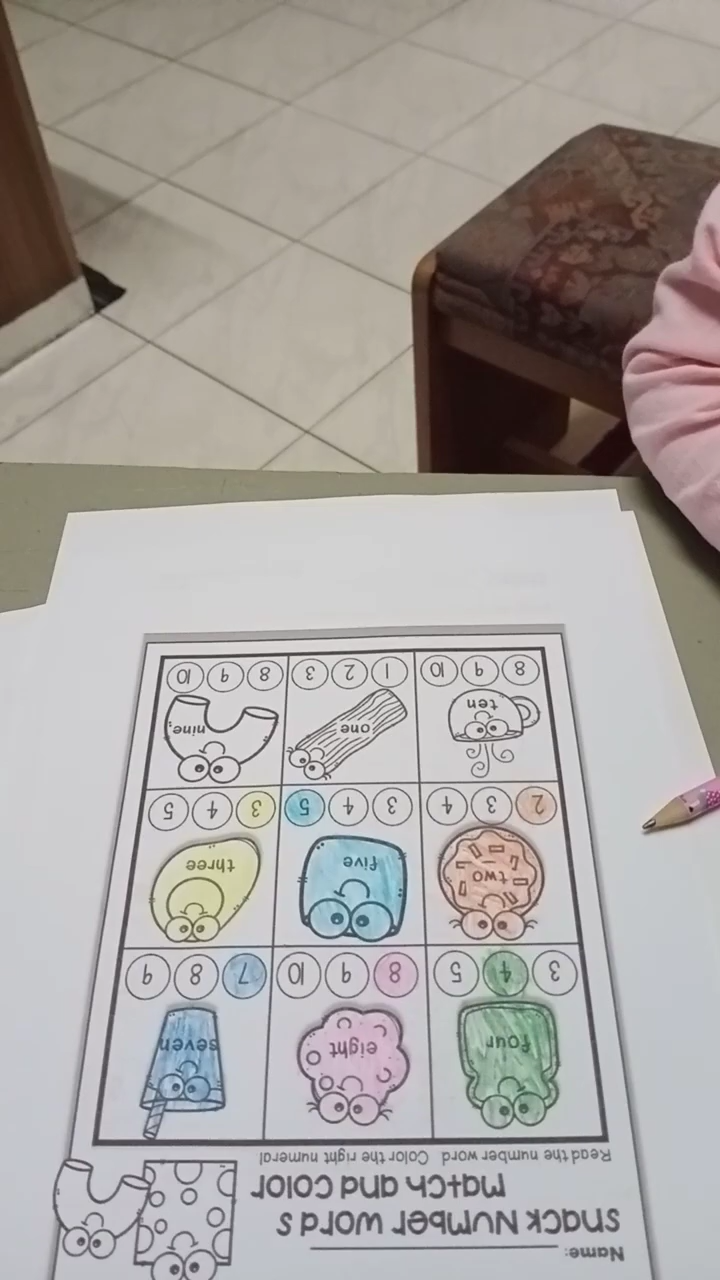 Name:
Snack Number Words
Match and Color
Read the number word. Color the right numeral
four eight seven
3 4 5 8 9 10 7 8 9
two five three
2 3 4 3 4 5 3 4 5
ten one nine
8 9 10 1 2 3 8 9 10